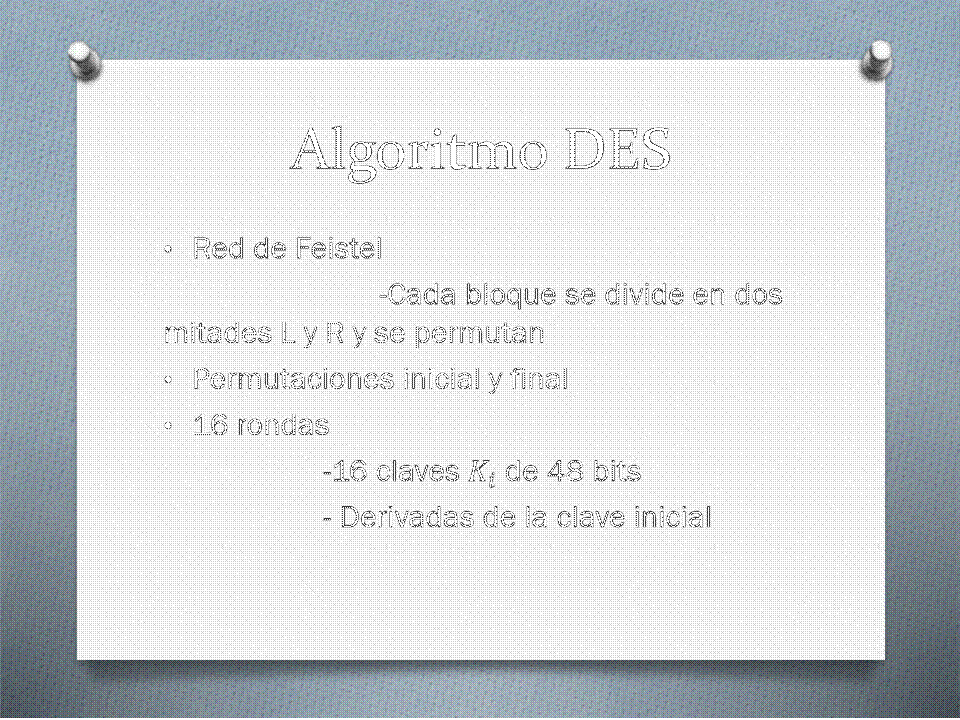 Algoritmo DES
• Red de Feistel
-Cada bloque se divide en dos
mitades L y R y se permutan
• Permutaciones inicial y final
• 16 rondas
-16 claves K_i de 48 bits
- Derivadas de la clave inicial